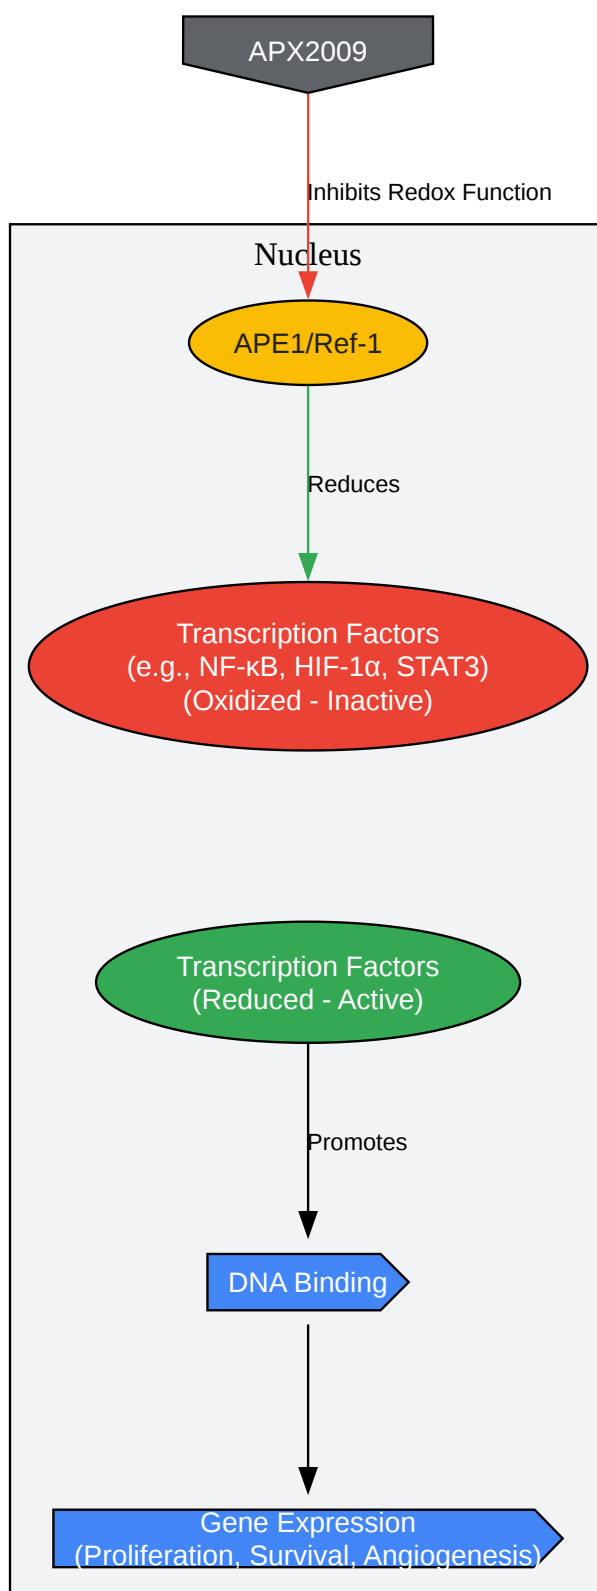 APX2009
Inhibits Redox Function
Nucleus
APE1/Ref-1
Reduces
Transcription Factors
(e.g., NF-κB, HIF-1α, STAT3)
(Oxidized - Inactive)
Transcription Factors
(Reduced - Active)
Promotes
DNA Binding
Gene Expression
(Proliferation, Survival, Angiogenesis)